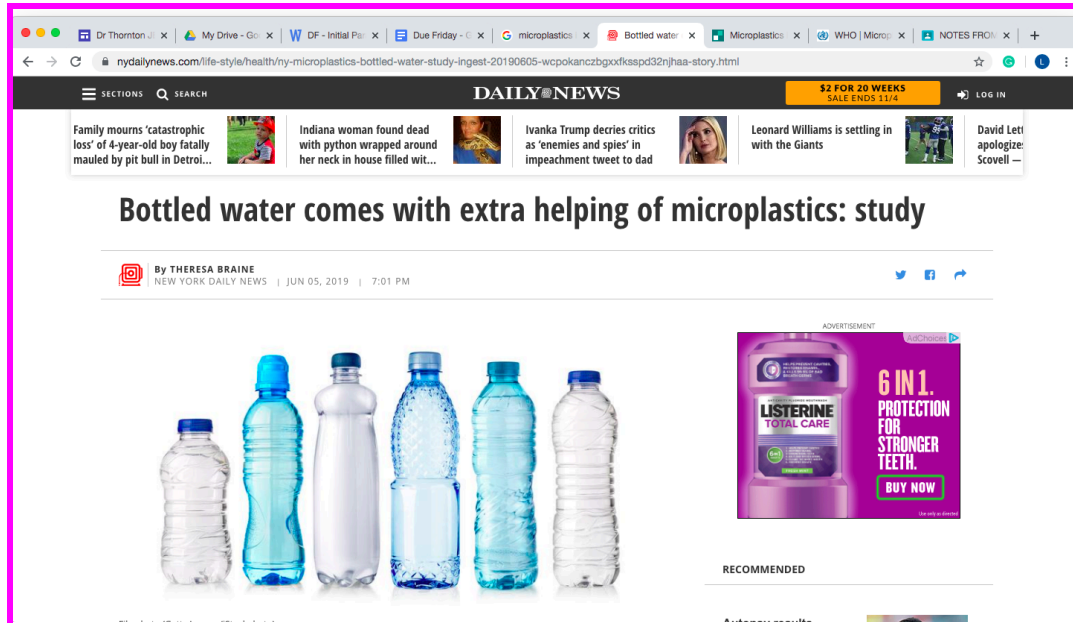 Dr Thornton J
My Drive - Go
DF - Initial Par
Due Friday - G
microplastics i
Bottled water c
Microplastics
WHO | Microp
NOTES FROM
nydailynews.com/life-style/health/ny-microplastics-bottled-water-study-ingest-20190605-wcpokanczbgxxfksspd32njhaa-story.html
L
SECTIONS
SEARCH
DAILY NEWS
$2 FOR 20 WEEKS
SALE ENDS 11/4
LOG IN
Family mourns ‘catastrophic
loss’ of 4-year-old boy fatally
mauled by pit bull in Detroi...
Indiana woman found dead
with python wrapped around
her neck in house filled wit...
Ivanka Trump decries critics
as ‘enemies and spies’ in
impeachment tweet to dad
Leonard Williams is settling in
with the Giants
David Lett
apologize
Scovell —
Bottled water comes with extra helping of microplastics: study
By THERESA BRAINE
NEW YORK DAILY NEWS | JUN 05, 2019 | 7:01 PM
ADVERTISEMENT
AdChoices
LISTERINE
TOTAL CARE
6 IN 1.
PROTECTION
FOR
STRONGER
TEETH.
BUY NOW
Use only as directed
RECOMMENDED